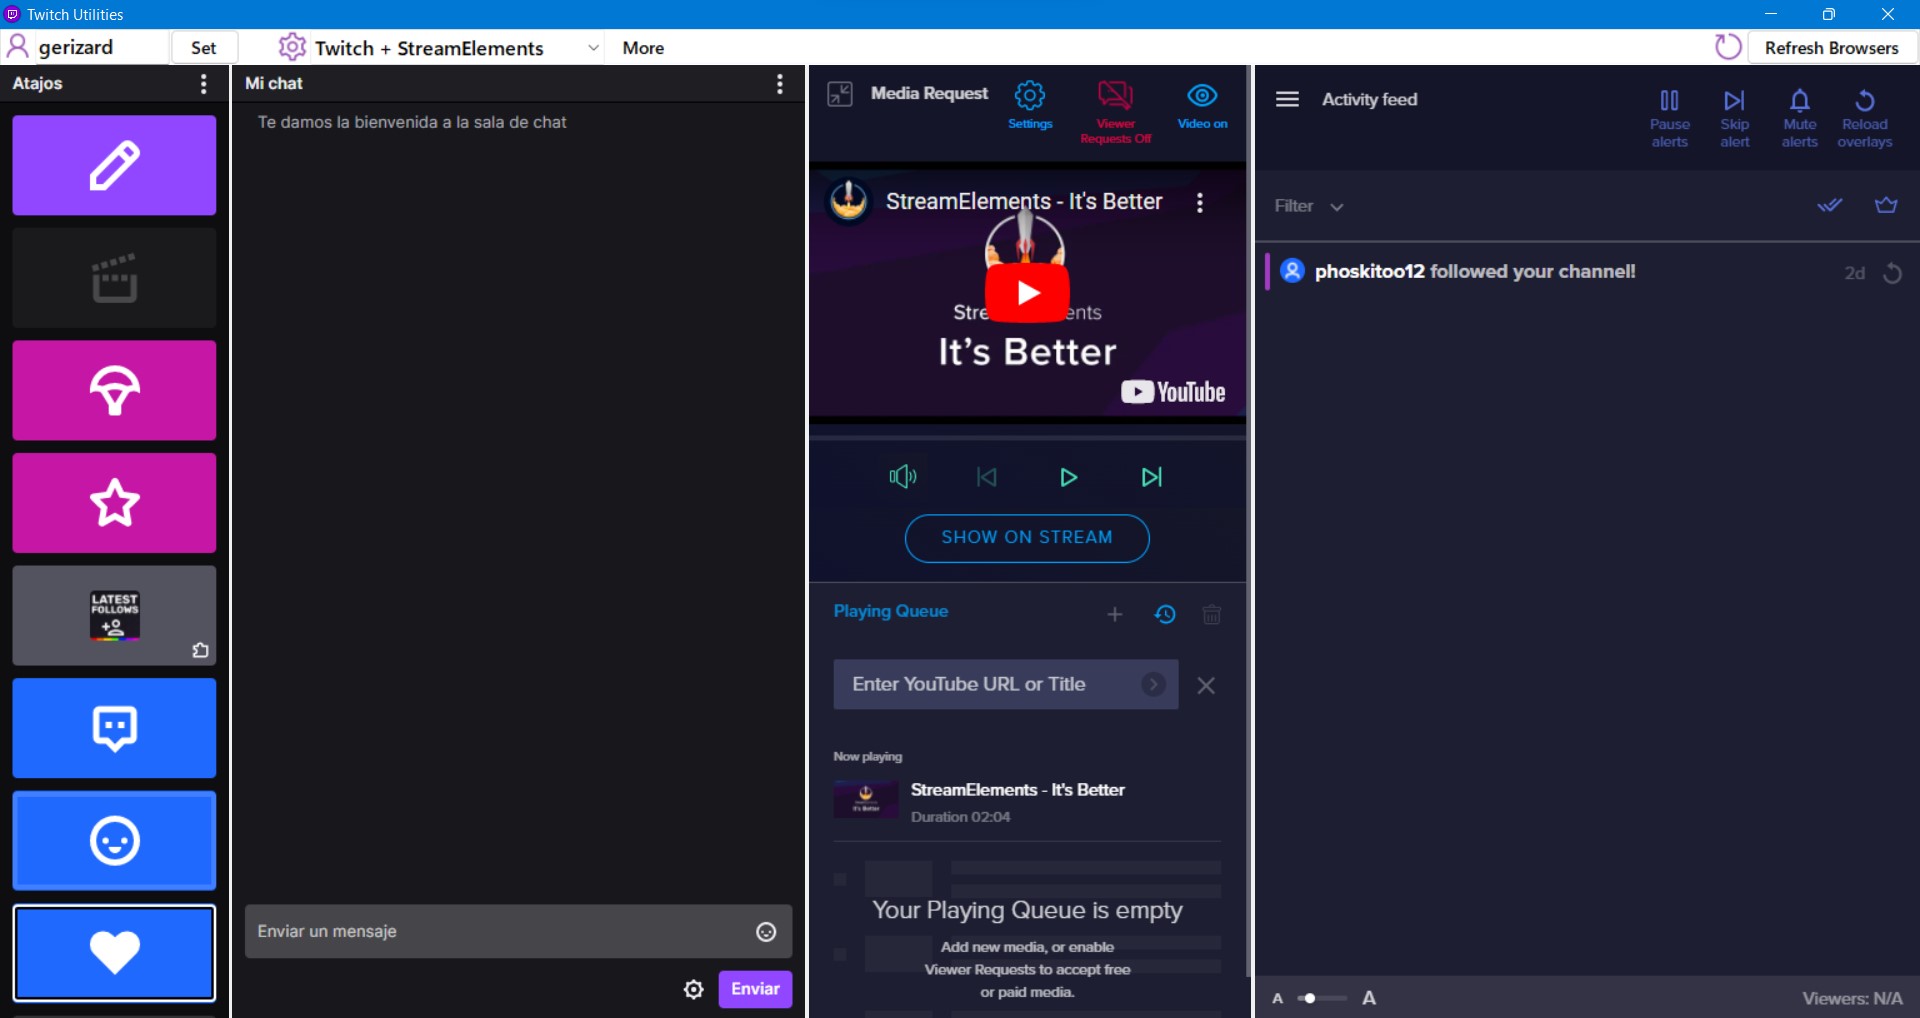 Twitch Utilities
gerizard
Set
Twitch + StreamElements
More
Refresh Browsers
Atajos
LATEST
FOLLOWS
Mi chat
Te damos la bienvenida a la sala de chat
Enviar un mensaje
Enviar
Media Request
Settings
Viewer
Requests Off
Video on
StreamElements - It's Better
Stre ents
It's Better
YouTube
SHOW ON STREAM
Playing Queue
Enter YouTube URL or Title
Now playing
It's Better
StreamElements - It's Better
Duration 02:04
Your Playing Queue is empty
Add new media, or enable
Viewer Requests to accept free
or paid media.
Activity feed
Pause
alerts
Skip
alert
Mute
alerts
Reload
overlays
Filter
phoskitoo12 followed your channel!
2d
A
A
Viewers: N/A